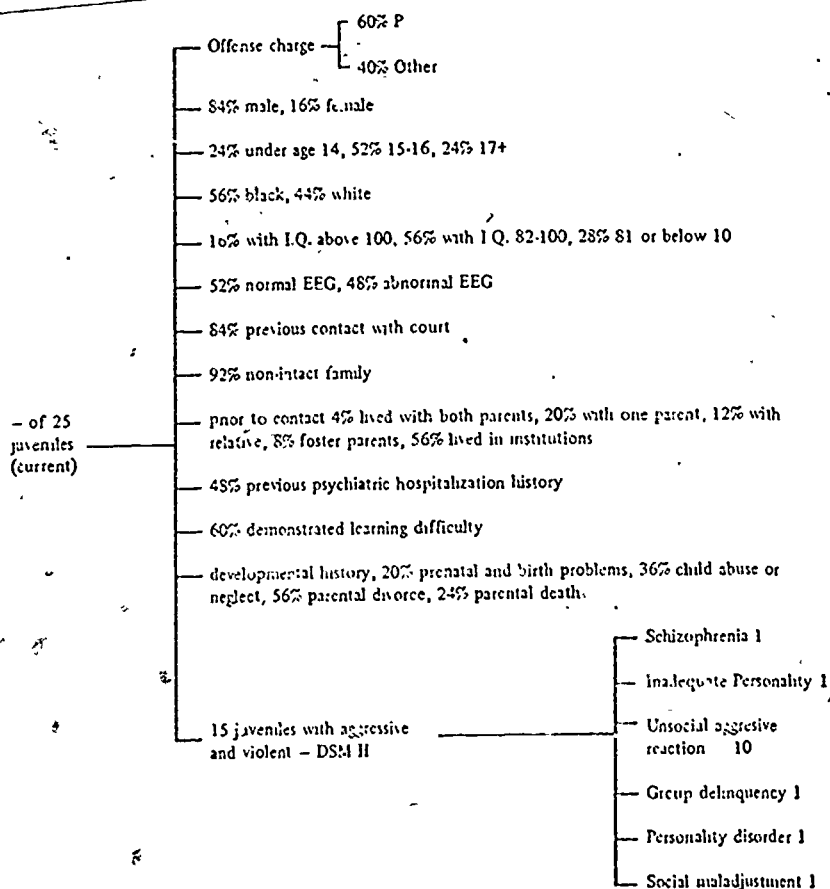 Offense charge
60% P
40% Other
84% male, 16% female
24% under age 14, 52% 15-16, 24% 17+
56% black, 44% white
16% with I.Q. above 100, 56% with I Q. 82-100, 28% 81 or below 10
52% normal EEG, 48% abnormal EEG
84% previous contact with court
92% non-intact family
– of 25
juveniles
(current)
prior to contact 4% lived with both parents, 20% with one parent, 12% with
relative, 8% foster parents, 56% lived in institutions
48% previous psychiatric hospitalization history
60% demonstrated learning difficulty
developmental history, 20% prenatal and birth problems, 36% child abuse or
neglect, 56% parental divorce, 24% parental death.
15 juveniles with aggressive
and violent – DSM II
Schizophrenia 1
Inadequate Personality 1
Unsocial aggresive
reaction 10
Group delinquency 1
Personality disorder 1
Social maladjustment 1